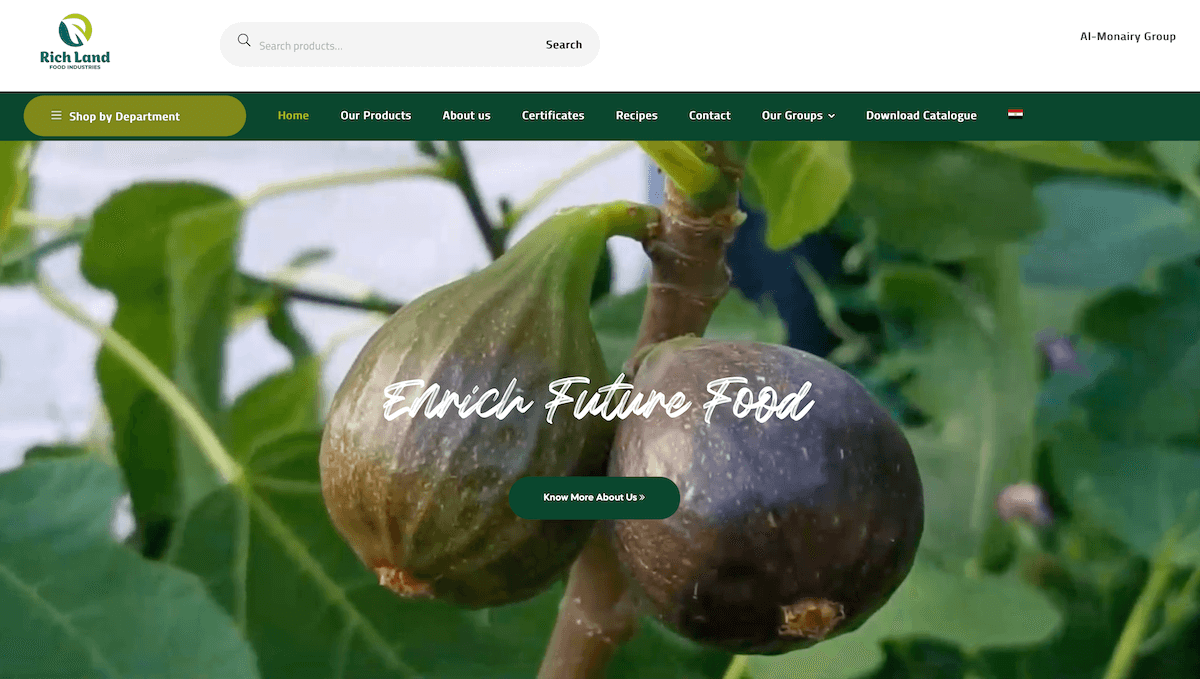 Rich Land
FOOD INDUSTRIES
Search products...
Search
Al-Monairy Group
Shop by Department
Home
Our Products
About us
Certificates
Recipes
Contact
Our Groups
Download Catalogue
Enrich Future Food
Know More About Us »